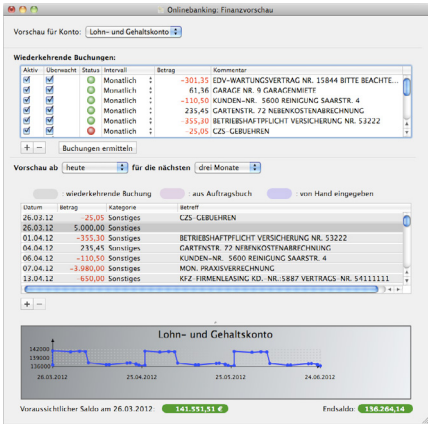 Onlinebanking: Finanzvorschau
Vorschau für Konto: Lohn- und Gehaltskonto
Wiederkehrende Buchungen:
Aktiv Überwacht Status Intervall Betrag Kommentar
Monatlich -301,35 EDV-WARTUNGSVERTRAG NR. 15844 BITTE BEACHTE...
Monatlich 61,36 GARAGE NR. 9 GARAGENMIETE
Monatlich -110,50 KUNDEN-NR. 5600 REINIGUNG SAARSTR. 4
Monatlich 235,45 GARTENSTR. 72 NEBENKOSTENABRECHNUNG
Monatlich -355,30 BETRIEBSHAFTPFLICHT VERSICHERUNG NR. 53222
Monatlich -25,05 CZS-GEBUEHREN
+ - Buchungen ermitteln
Vorschau ab heute für die nächsten drei Monate
: wiederkehrende Buchung : aus Auftragsbuch : von Hand eingegeben
Datum Betrag Kategorie Betreff
26.03.12 -25,05 Sonstiges CZS-GEBUEHREN
26.03.12 5.000,00 Sonstiges
01.04.12 -355,30 Sonstiges BETRIEBSHAFTPFLICHT VERSICHERUNG NR. 53222
04.04.12 235,45 Sonstiges GARTENSTR. 72 NEBENKOSTENABRECHNUNG
06.04.12 -110,50 Sonstiges KUNDEN-NR. 5600 REINIGUNG SAARSTR. 4
07.04.12 -3.980,00 Sonstiges MON. PRAXISVERRECHNUNG
13.04.12 -650,00 Sonstiges KFZ-FIRMENLEASING KD.-NR.:5887 VERTRAGS-NR. 54111111
+ -
Lohn- und Gehaltskonto
142000
139000
136000
26.03.2012 25.04.2012 25.05.2012 24.06.2012
Voraussichtlicher Saldo am 26.03.2012: 141.551,51 € Endsaldo: 136.264,14